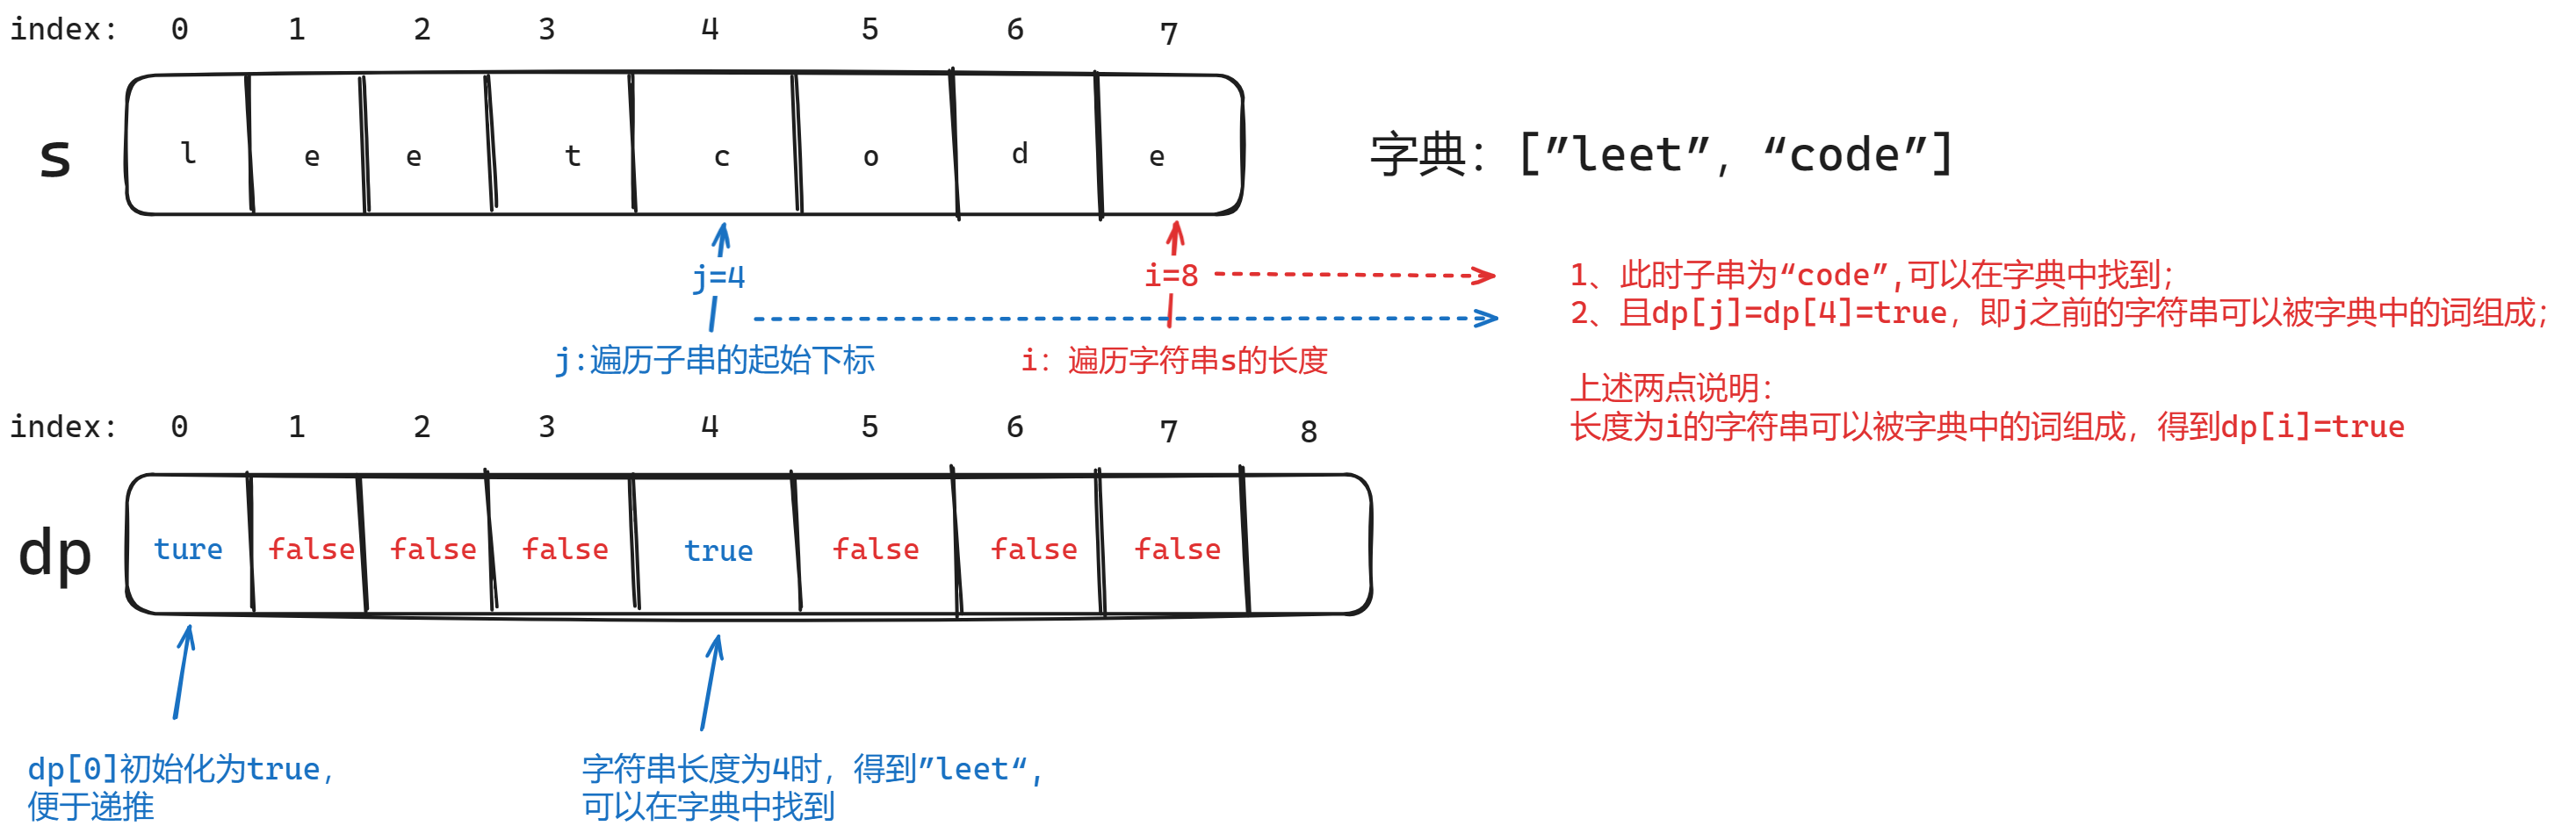 index: 0 1 2 3 4 5 6 7
s l e e t c o d e
字典：[”leet”，“code”]
j=4
i=8
1、此时子串为“code”,可以在字典中找到；
2、且dp[j]=dp[4]=true，即j之前的字符串可以被字典中的词组成；
j:遍历子串的起始下标
i：遍历字符串s的长度
上述两点说明：
长度为i的字符串可以被字典中的词组成，得到dp[i]=true
index: 0 1 2 3 4 5 6 7 8
dp ture false false false true false false false
dp[0]初始化为true，
便于递推
字符串长度为4时，得到”leet“，
可以在字典中找到